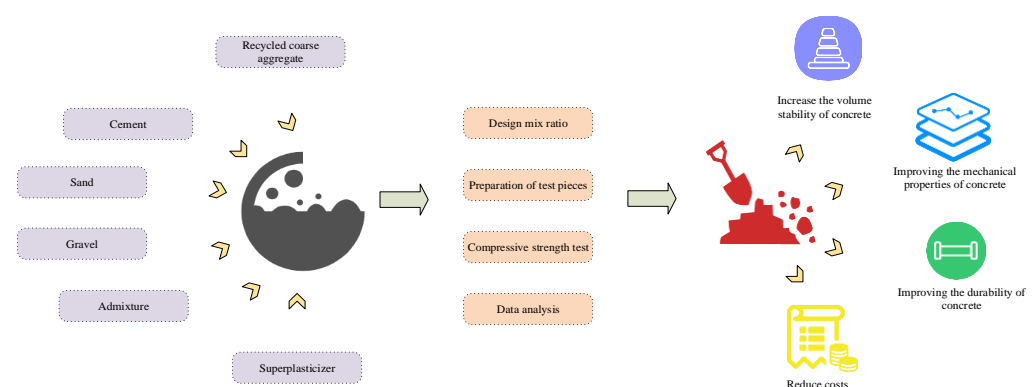 Recycled coarse
aggregate
Cement
Sand
Gravel
Admixture
Superplasticizer
Design mix ratio
Preparation of test pieces
Compressive strength test
Data analysis
Increase the volume
stability of concrete
Improving the mechanical
properties of concrete
Improving the durability of
concrete
Reduce costs